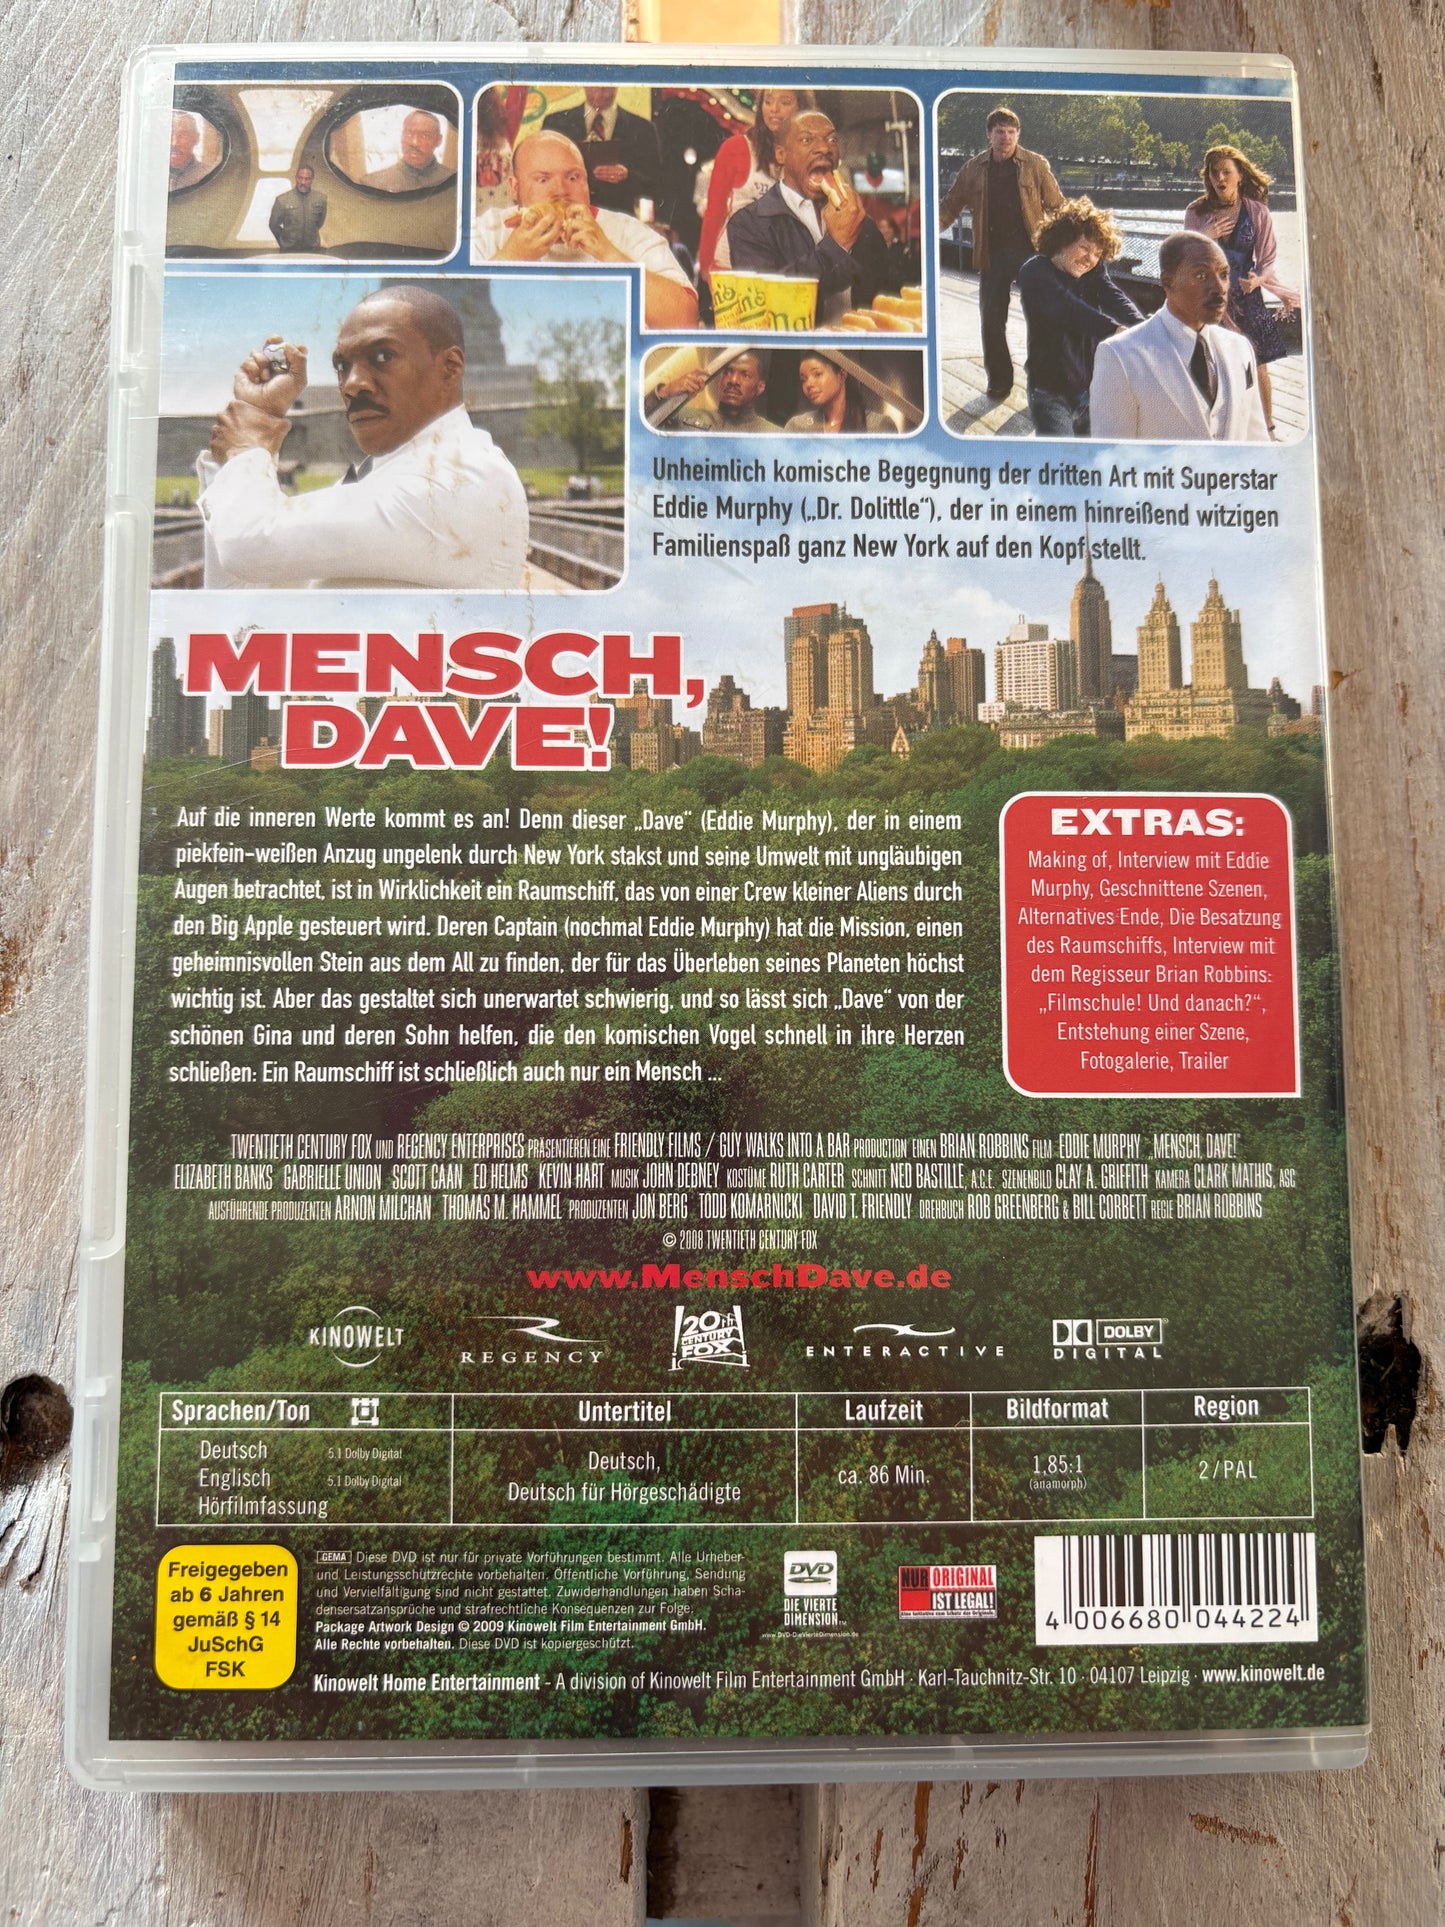 Unheimlich komische Begegnung der dritten Art mit Superstar
Eddie Murphy („Dr. Dolittle“), der in einem hinreißend witzigen
Familienspaß ganz New York auf den Kopf stellt.
MENSCH,
DAVE!
Auf die inneren Werte kommt es an! Denn dieser „Dave“ (Eddie Murphy), der in einem
piekfein-weißen Anzug ungelenk durch New York stakst und seine Umwelt mit ungläubigen
Augen betrachtet, ist in Wirklichkeit ein Raumschiff, das von einer Crew kleiner Aliens durch
den Big Apple gesteuert wird. Deren Captain (nochmal Eddie Murphy) hat die Mission, einen
geheimnisvollen Stein aus dem All zu finden, der für das Überleben seines Planeten höchst
wichtig ist. Aber das gestaltet sich unerwartet schwierig, und so lässt sich „Dave“ von der
schönen Gina und deren Sohn helfen, die den komischen Vogel schnell in ihre Herzen
schließen: Ein Raumschiff ist schließlich auch nur ein Mensch ...
EXTRAS:
Making of, Interview mit Eddie
Murphy, Geschnittene Szenen,
Alternatives Ende, Die Besatzung
des Raumschiffs, Interview mit
dem Regisseur Brian Robbins:
„Filmschule! Und danach?“,
Entstehung einer Szene,
Fotogalerie, Trailer
TWENTIETH CENTURY FOX UND REGENCY ENTERPRISES PRÄSENTIEREN EINE FRIENDLY FILMS / GUY WALKS INTO A BAR PRODUCTION EINEN BRIAN ROBBINS FILM EDDIE MURPHY „MENSCH, DAVE!“
ELIZABETH BANKS GABRIELLE UNION SCOTT CAAN ED HELMS KEVIN HART MUSIK JOHN DEBNEY KOSTÜME RUTH CARTER SCHNITT NED BASTILLE, A.C.E. SZENENBILD CLAY A. GRIFFITH KAMERA CLARK MATHIS, ASC
AUSFÜHRENDE PRODUZENTEN ARNON MILCHAN THOMAS M. HAMMEL PRODUZENTEN JON BERG TODD KOMARNICKI DAVID T. FRIENDLY DREHBUCH ROB GREENBERG & BILL CORBETT REGIE BRIAN ROBBINS
© 2008 TWENTIETH CENTURY FOX
www.MenschDave.de
KINOWELT
REGENCY
20th
CENTURY
FOX
ENTERACTIVE
DOLBY
DIGITAL
Sprachen/Ton Untertitel Laufzeit Bildformat Region
Deutsch 5.1 Dolby Digital
Englisch 5.1 Dolby Digital
Hörfilmfassung
Deutsch,
Deutsch für Hörgeschädigte
ca. 86 Min.
1,85:1
(anamorph)
2/PAL
Freigegeben
ab 6 Jahren
gemäß § 14
JuSchG
FSK
GEMA Diese DVD ist nur für private Vorführungen bestimmt. Alle Urheber-
und Leistungsschutzrechte vorbehalten. Öffentliche Vorführung, Sendung
und Vervielfältigung sind nicht gestattet. Zuwiderhandlungen haben Scha-
densersatzansprüche und strafrechtliche Konsequenzen zur Folge.
Package Artwork Design © 2009 Kinowelt Film Entertainment GmbH.
Alle Rechte vorbehalten. Diese DVD ist kopiergeschützt.
DVD
DIE VIERTE
DIMENSION
www.DVD-DieVierteDimension.de
NUR ORIGINAL
IST LEGAL!
Eine Initiative zum Schutz des Originals.
4 006680 044224
Kinowelt Home Entertainment - A division of Kinowelt Film Entertainment GmbH · Karl-Tauchnitz-Str. 10 · 04107 Leipzig · www.kinowelt.de